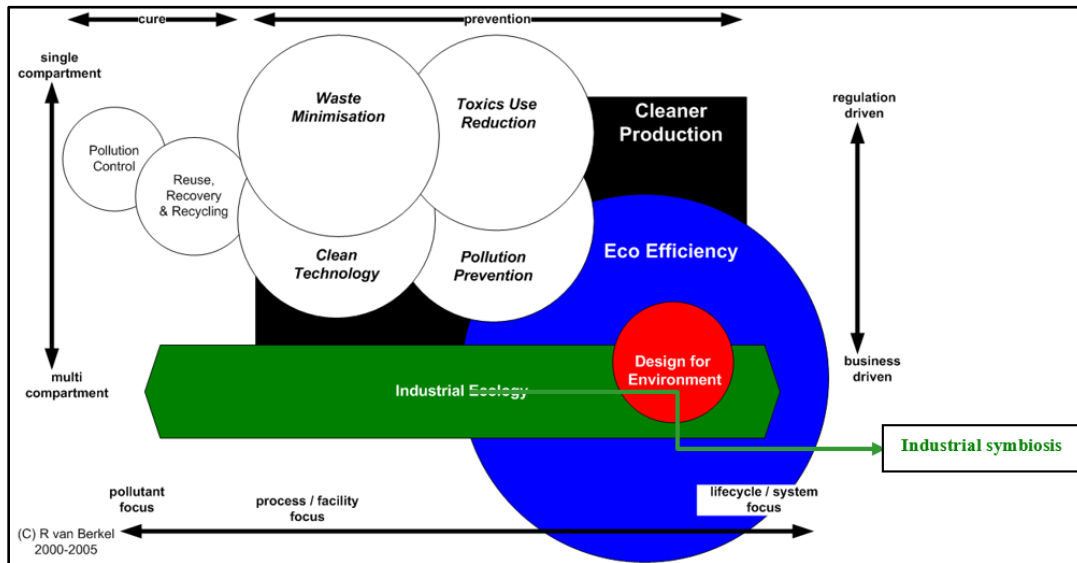 cure
prevention
single
compartment
Waste
Minimisation
Toxics Use
Reduction
Cleaner
Production
regulation
driven
Pollution
Control
Reuse,
Recovery
& Recycling
Clean
Technology
Pollution
Prevention
Eco Efficiency
multi
compartment
Industrial Ecology
Design for
Environment
business
driven
Industrial symbiosis
pollutant
focus
process / facility
focus
lifecycle / system
focus
(C) R van Berkel
2000-2005